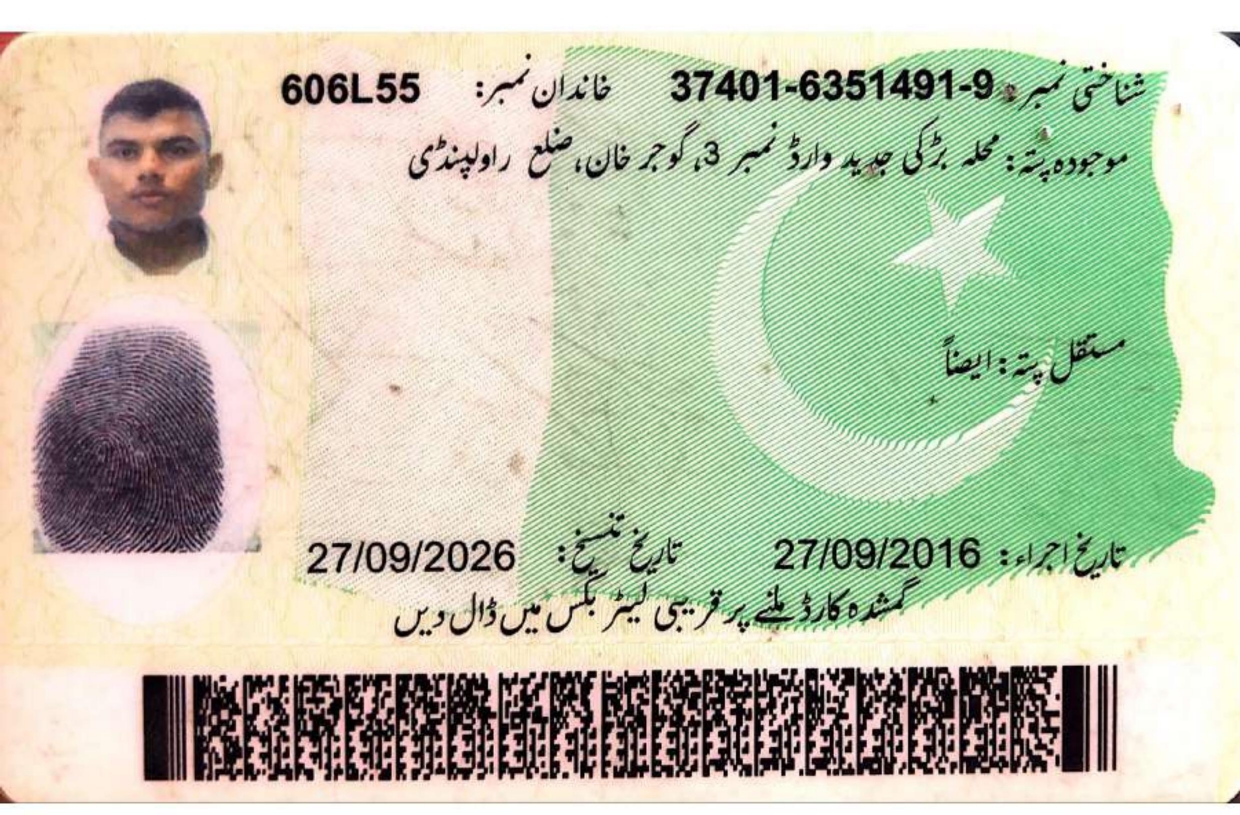 شناختی نمبر: 37401-6351491-9 خاندان نمبر: 606L55
موجودہ پتہ: محلہ بڑکی جدید وارڈ نمبر 3، گوجر خان، ضلع راولپنڈی
مستقل پتہ: ایضاً
تاریخ اجراء: 27/09/2016 تاریخ تنسیخ: 27/09/2026
گمشدہ کارڈ ملنے پر قریبی لیٹر بکس میں ڈال دیں